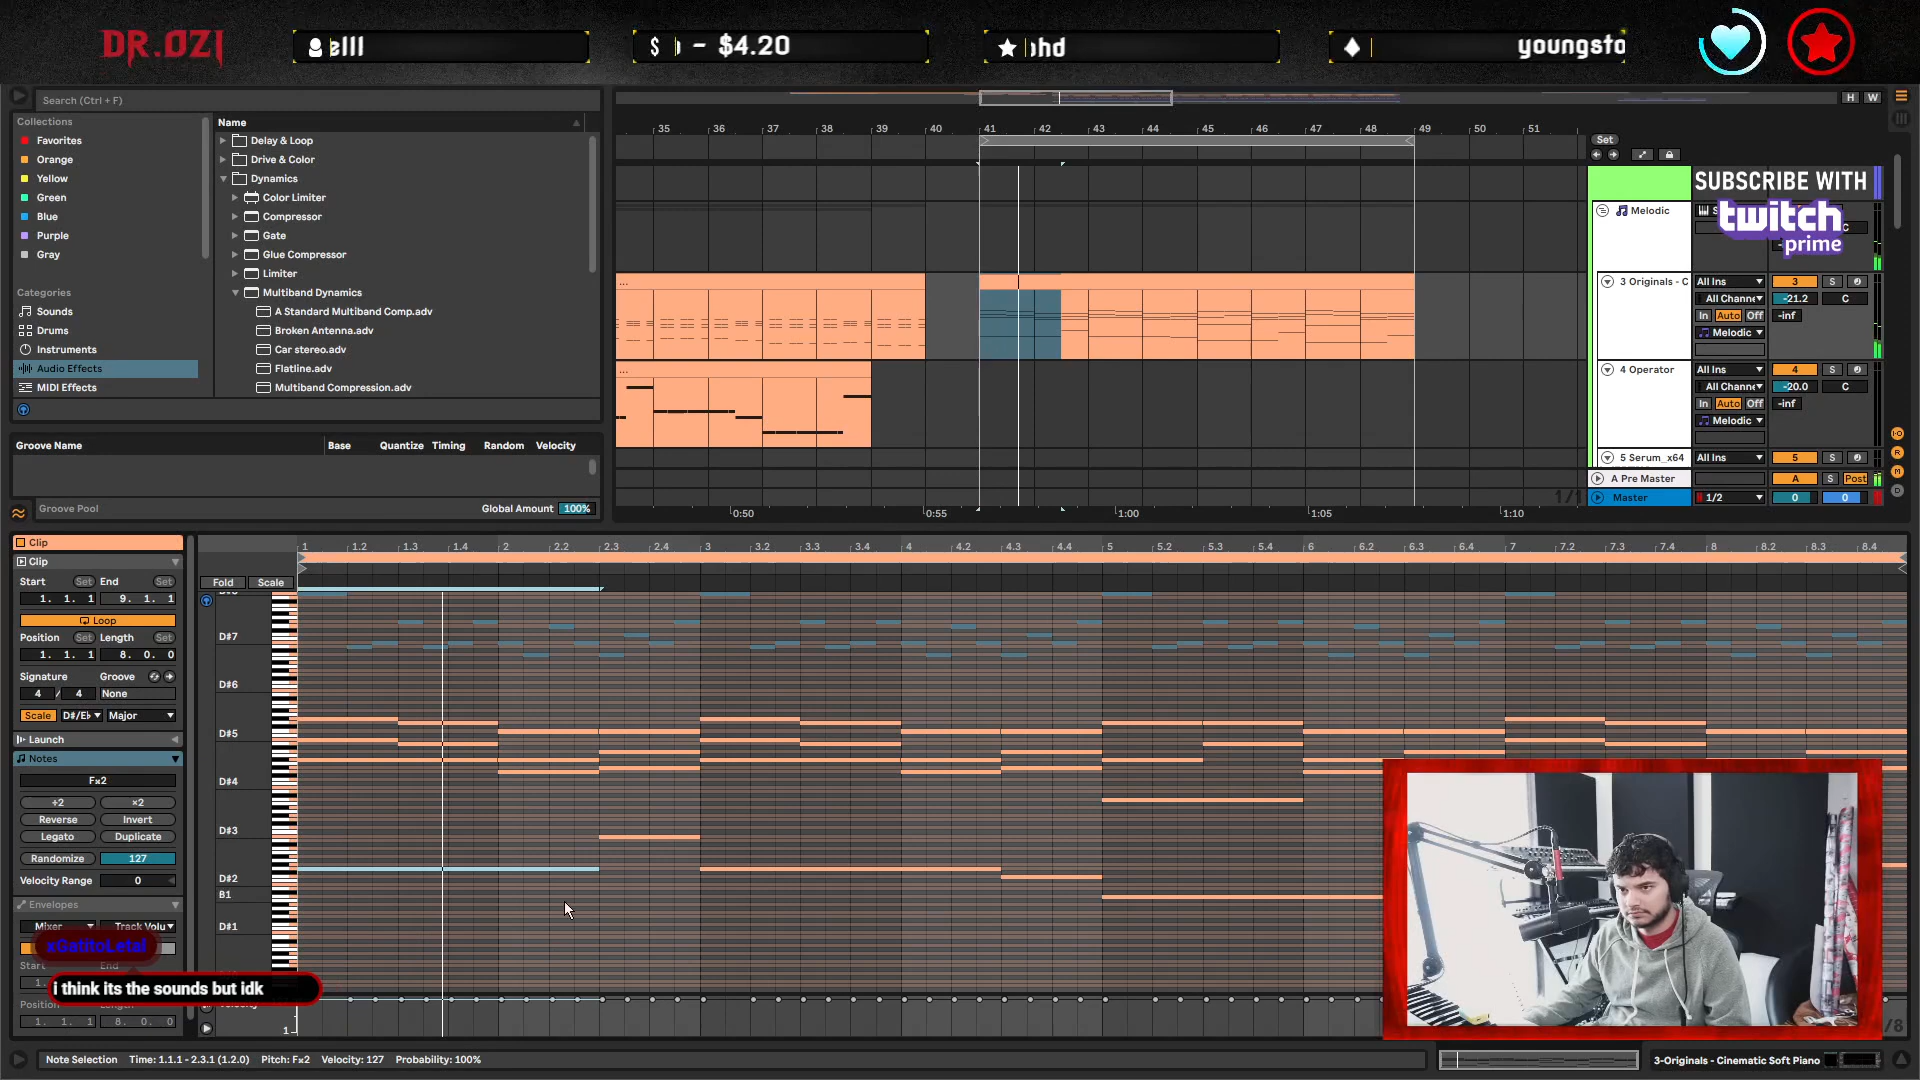 DR.OZI
elll
$ - $4.20
hd
youngsto
Search (Ctrl + F)
H W
Collections
Favorites
Orange
Yellow
Green
Blue
Purple
Gray
Categories
Sounds
Drums
Instruments
Audio Effects
MIDI Effects
Name
Delay & Loop
Drive & Color
Dynamics
Color Limiter
Compressor
Gate
Glue Compressor
Limiter
Multiband Dynamics
A Standard Multiband Comp.adv
Broken Antenna.adv
Car stereo.adv
Flatline.adv
Multiband Compression.adv
Groove Name Base Quantize Timing Random Velocity
Groove Pool Global Amount 100%
35 36 37 38 39 40 41 42 43 44 45 46 47 48 49 50 51
Set
SUBSCRIBE WITH
twitch
prime
Melodic
3 Originals - C All Ins 3 S
All Channe -21.2 C
In Auto Off -inf
Melodic
4 Operator All Ins 4 S
All Channe -20.0 C
In Auto Off -inf
Melodic
5 Serum_x64 All Ins 5 S
A Pre Master A S Post
Master 1/2 0 0
1/1
0:50 0:55 1:00 1:05 1:10
Clip
Clip
Start Set End Set
1. 1. 1 9. 1. 1
Loop
Position Set Length Set
1. 1. 1 8. 0. 0
Signature Groove
4 / 4 None
Scale D#/Eb Major
Launch
Notes
Fx2
÷2 ×2
Reverse Invert
Legato Duplicate
Randomize 127
Velocity Range 0
Envelopes
Mixer Track Volu
xGatitoLetal
Start End
i think its the sounds but idk
Position
1. 1. 1 8. 0. 0
1 1.2 1.3 1.4 2 2.2 2.3 2.4 3 3.2 3.3 3.4 4 4.2 4.3 4.4 5 5.2 5.3 5.4 6 6.2 6.3 6.4 7 7.2 7.3 7.4 8 8.2 8.3 8.4
Fold Scale
D#7
D#6
D#5
D#4
D#3
D#2
B1
D#1
1
/8
Note Selection Time: 1.1.1 - 2.3.1 (1.2.0) Pitch: Fx2 Velocity: 127 Probability: 100%
3-Originals - Cinematic Soft Piano